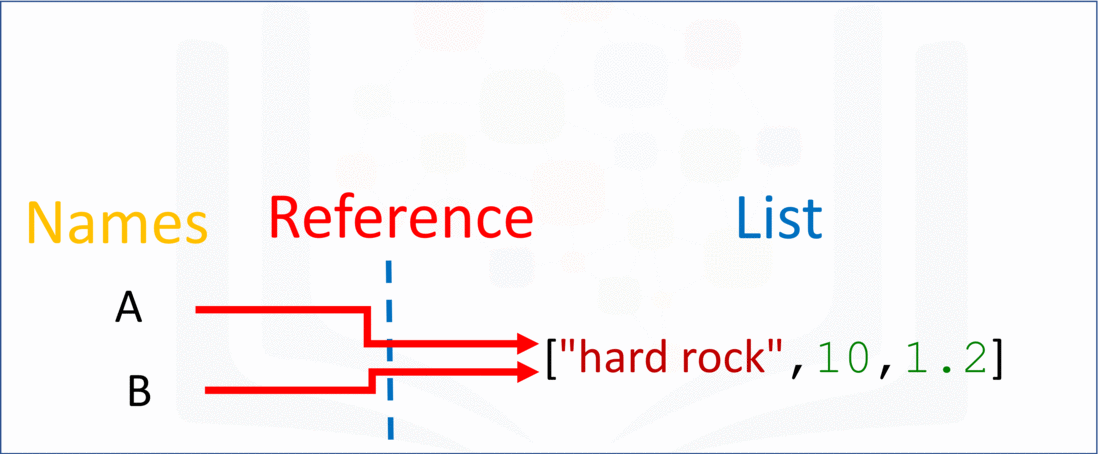 Names Reference List
A
["hard rock",10,1.2]
B